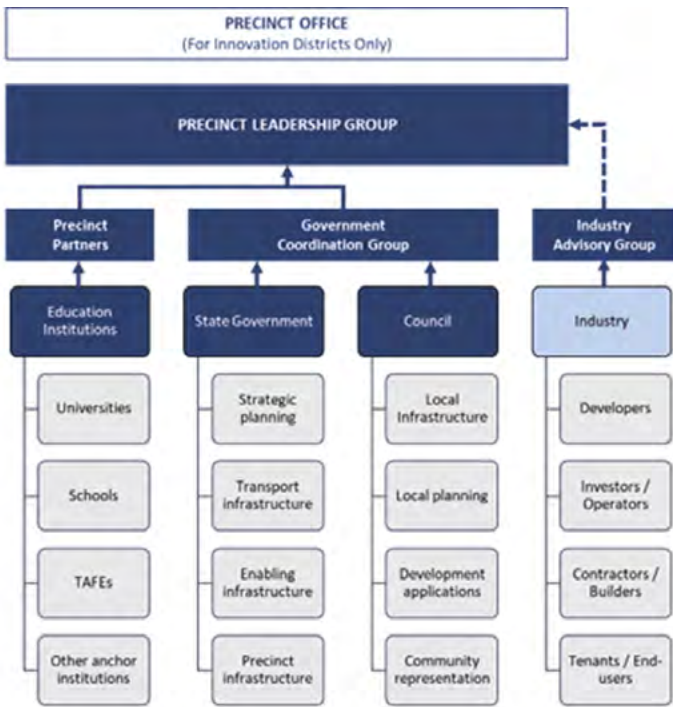 PRECINCT OFFICE
(For Innovation Districts Only)
PRECINCT LEADERSHIP GROUP
Precinct
Partners
Government
Coordination Group
Industry
Advisory Group
Education
Institutions
State Government
Council
Industry
Universities
Strategic
planning
Local
Infrastructure
Developers
Schools
Transport
infrastructure
Local planning
Investors /
Operators
TAFEs
Enabling
infrastructure
Development
applications
Contractors /
Builders
Other anchor
institutions
Precinct
infrastructure
Community
representation
Tenants / End-
users